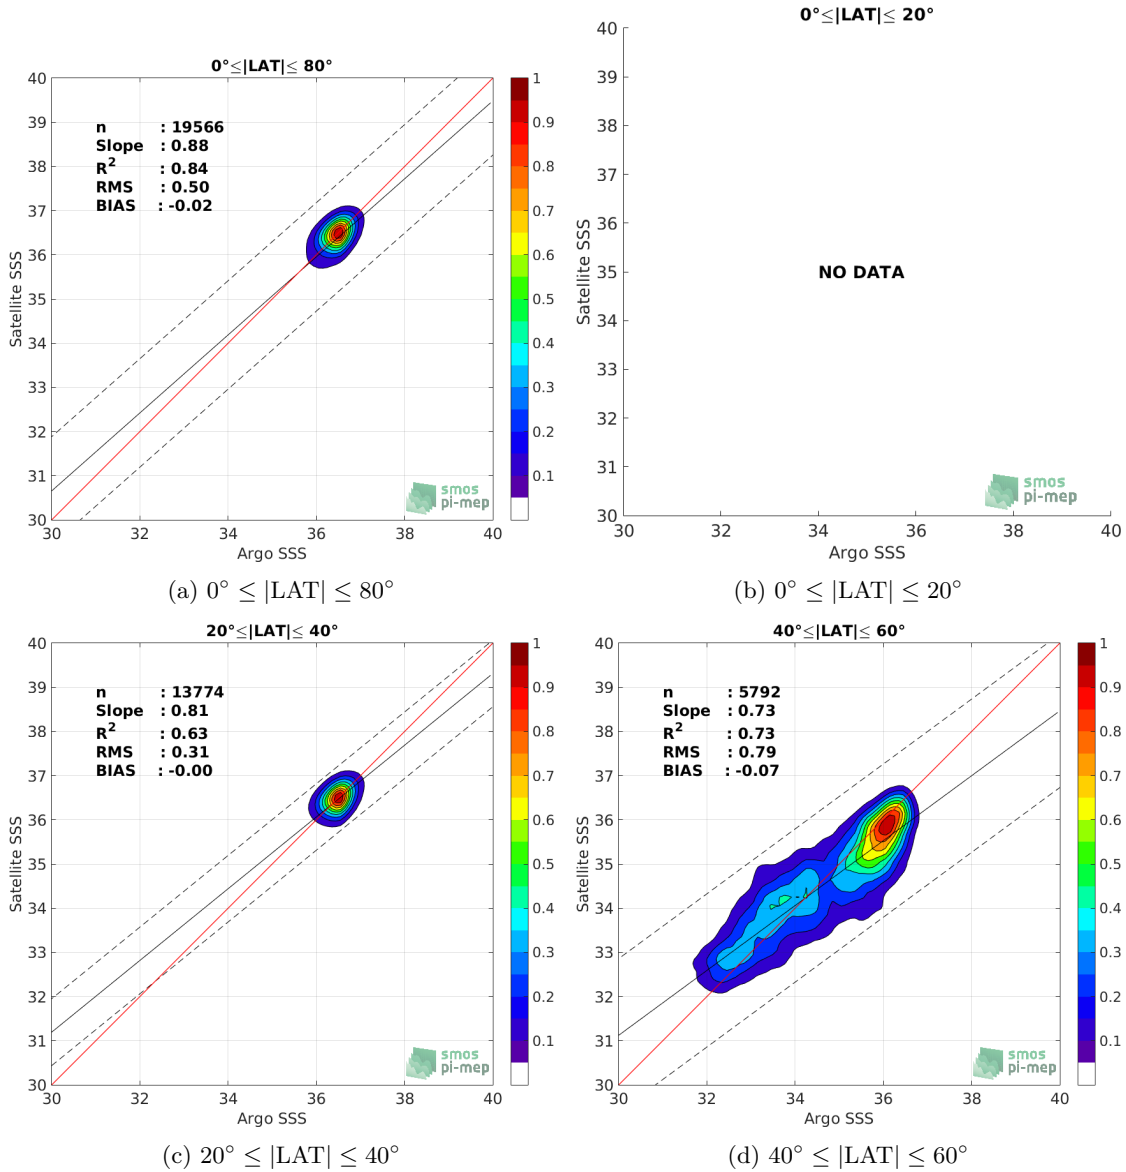 0°≤|LAT|≤ 80°
40
39
38
37
36
35
34
33
32
31
30
Satellite SSS
n : 19566
Slope : 0.88
R² : 0.84
RMS : 0.50
BIAS : -0.02
smos
pi-mep
30 32 34 36 38 40
Argo SSS
1
0.9
0.8
0.7
0.6
0.5
0.4
0.3
0.2
0.1
(a) 0° ≤ |LAT| ≤ 80°
0°≤|LAT|≤ 20°
40
39
38
37
36
35
34
33
32
31
30
Satellite SSS
NO DATA
smos
pi-mep
30 32 34 36 38 40
Argo SSS
(b) 0° ≤ |LAT| ≤ 20°
20°≤|LAT|≤ 40°
40
39
38
37
36
35
34
33
32
31
30
Satellite SSS
n : 13774
Slope : 0.81
R² : 0.63
RMS : 0.31
BIAS : -0.00
smos
pi-mep
30 32 34 36 38 40
Argo SSS
1
0.9
0.8
0.7
0.6
0.5
0.4
0.3
0.2
0.1
(c) 20° ≤ |LAT| ≤ 40°
40°≤|LAT|≤ 60°
40
39
38
37
36
35
34
33
32
31
30
Satellite SSS
n : 5792
Slope : 0.73
R² : 0.73
RMS : 0.79
BIAS : -0.07
smos
pi-mep
30 32 34 36 38 40
Argo SSS
1
0.9
0.8
0.7
0.6
0.5
0.4
0.3
0.2
0.1
(d) 40° ≤ |LAT| ≤ 60°